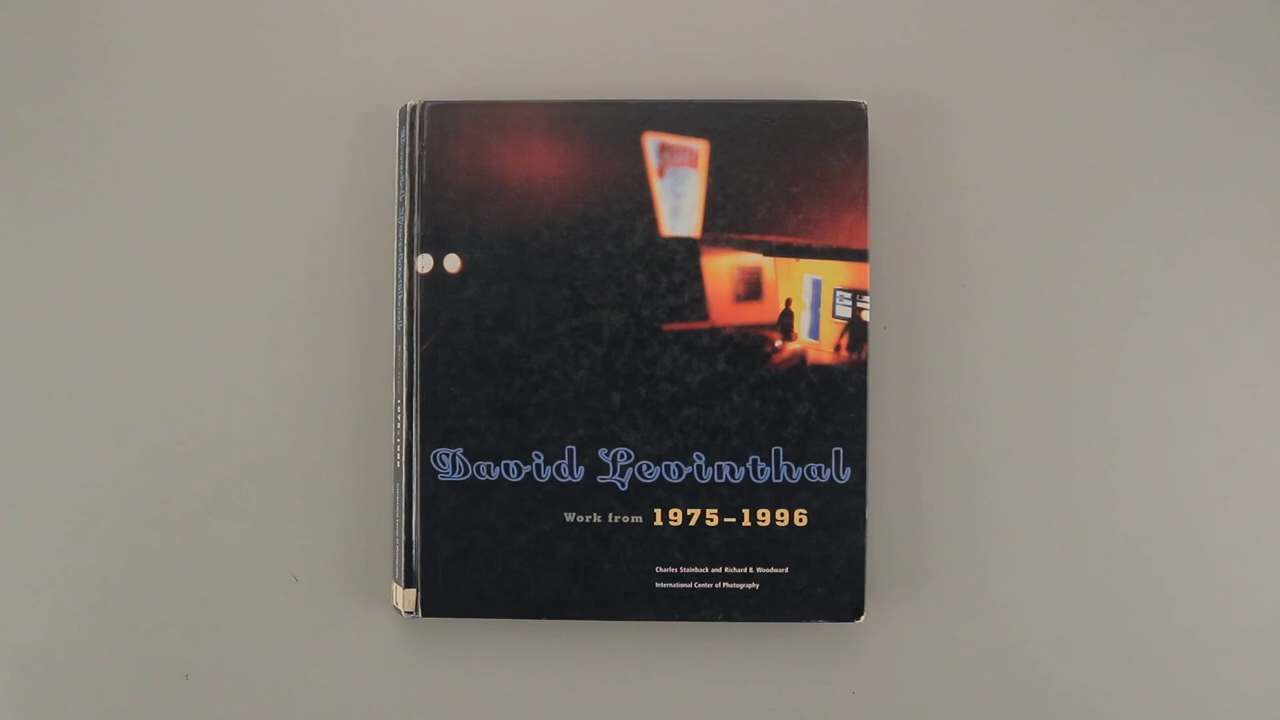 David Levinthal
Work from 1975–1996
Charles Stainback and Richard B. Woodward
International Center of Photography